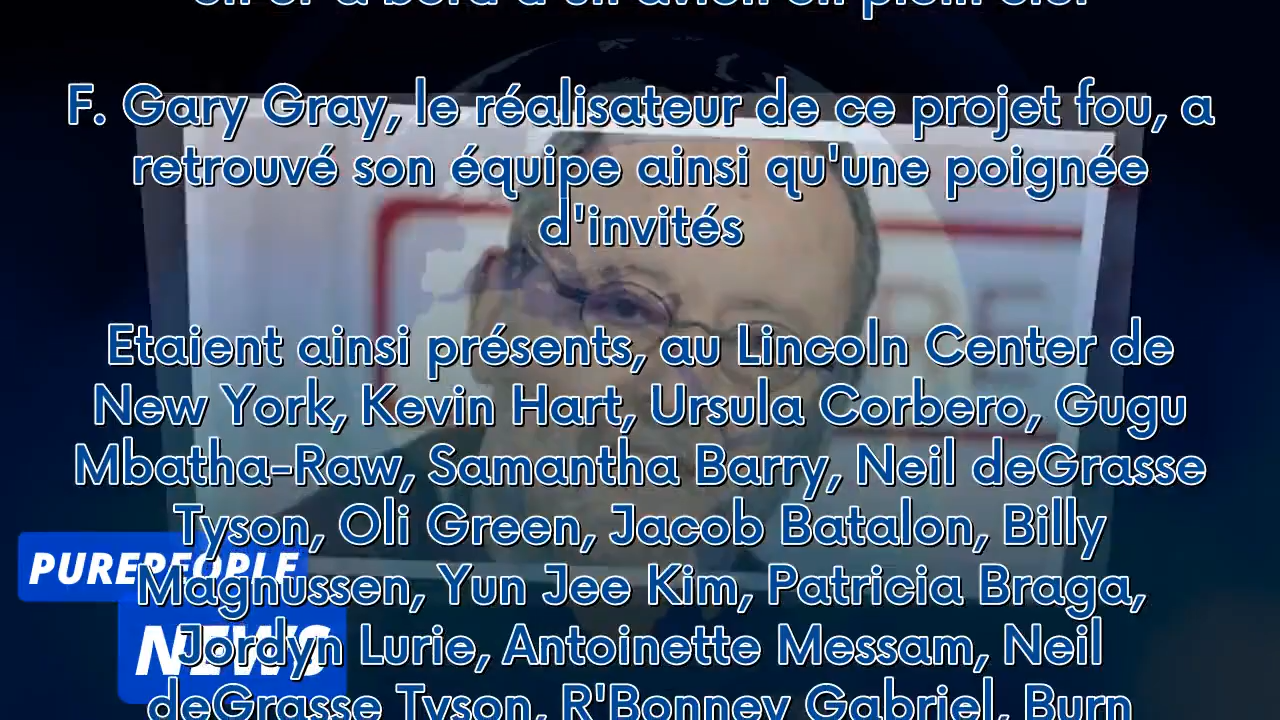 F. Gary Gray, le réalisateur de ce projet fou, a
retrouvé son équipe ainsi qu'une poignée
d'invités
Etaient ainsi présents, au Lincoln Center de
New York, Kevin Hart, Ursula Corbero, Gugu
Mbatha-Raw, Samantha Barry, Neil deGrasse
Tyson, Oli Green, Jacob Batalon, Billy
Magnussen, Yun Jee Kim, Patricia Braga,
Jordyn Lurie, Antoinette Messam, Neil
deGrasse Tyson, R'Bonney Gabriel, Burn
PUREPEOPLE
NEWS